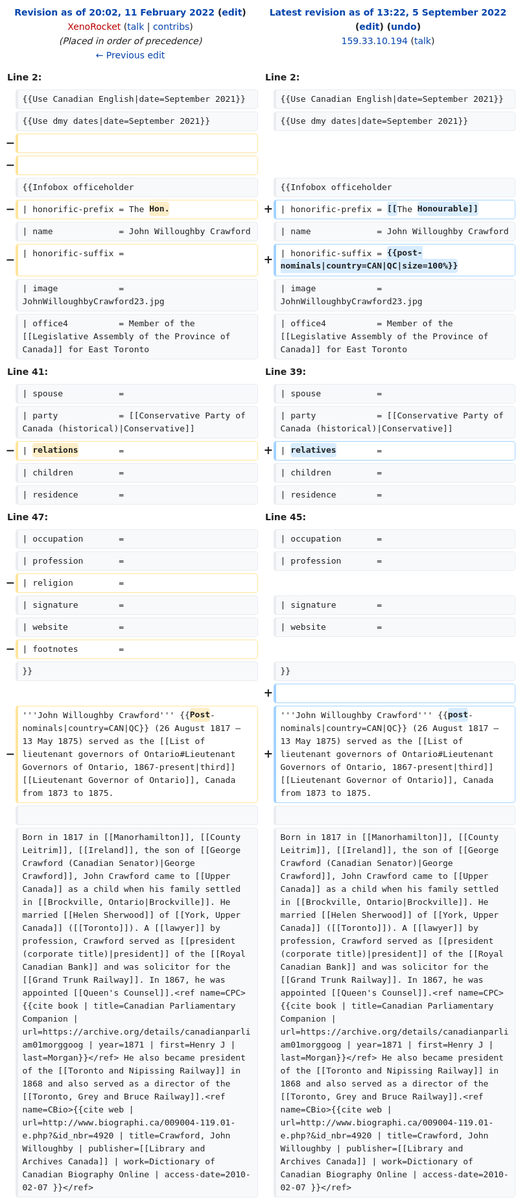 Revision as of 20:02, 11 February 2022 (edit)
XenoRocket (talk | contribs)
(Placed in order of precedence)
← Previous edit
Latest revision as of 13:22, 5 September 2022
(edit) (undo)
159.33.10.194 (talk)
Line 2:
Line 2:
{{Use Canadian English|date=September 2021}}
{{Use Canadian English|date=September 2021}}
{{Use dmy dates|date=September 2021}}
{{Use dmy dates|date=September 2021}}
−
−
{{Infobox officeholder
{{Infobox officeholder
− | honorific-prefix = The Hon.
+ | honorific-prefix = [[The Honourable]]
| name = John Willoughby Crawford
| name = John Willoughby Crawford
− | honorific-suffix =
+ | honorific-suffix = {{post-
nominals|country=CAN|QC|size=100%}}
| image =
JohnWilloughbyCrawford23.jpg
| image =
JohnWilloughbyCrawford23.jpg
| office4 = Member of the
[[Legislative Assembly of the Province of
Canada]] for East Toronto
| office4 = Member of the
[[Legislative Assembly of the Province of
Canada]] for East Toronto
Line 41:
Line 39:
| spouse =
| spouse =
| party = [[Conservative Party of
Canada (historical)|Conservative]]
| party = [[Conservative Party of
Canada (historical)|Conservative]]
− | relations =
+ | relatives =
| children =
| children =
| residence =
| residence =
Line 47:
Line 45:
| occupation =
| occupation =
| profession =
| profession =
− | religion =
| signature =
| signature =
| website =
| website =
− | footnotes =
}}
}}
+
− '''John Willoughby Crawford''' {{Post-
nominals|country=CAN|QC}} (26 August 1817 –
13 May 1875) served as the [[List of
lieutenant governors of Ontario#Lieutenant
Governors of Ontario, 1867-present|third]]
[[Lieutenant Governor of Ontario]], Canada
from 1873 to 1875.
+ '''John Willoughby Crawford''' {{post-
nominals|country=CAN|QC}} (26 August 1817 –
13 May 1875) served as the [[List of
lieutenant governors of Ontario#Lieutenant
Governors of Ontario, 1867-present|third]]
[[Lieutenant Governor of Ontario]], Canada
from 1873 to 1875.
Born in 1817 in [[Manorhamilton]], [[County
Leitrim]], [[Ireland]], the son of [[George
Crawford (Canadian Senator)|George
Crawford]], John Crawford came to [[Upper
Canada]] as a child when his family settled
in [[Brockville, Ontario|Brockville]]. He
married [[Helen Sherwood]] of [[York, Upper
Canada]] ([[Toronto]]). A [[lawyer]] by
profession, Crawford served as [[president
(corporate title)|president]] of the [[Royal
Canadian Bank]] and was solicitor for the
[[Grand Trunk Railway]]. In 1867, he was
appointed [[Queen's Counsel]].<ref name=CPC>
{{cite book | title=Canadian Parliamentary
Companion |
url=https://archive.org/details/canadianparli
am01morggoog | year=1871 | first=Henry J |
last=Morgan}}</ref> He also became president
of the [[Toronto and Nipissing Railway]] in
1868 and also served as a director of the
[[Toronto, Grey and Bruce Railway]].<ref
name=CBio>{{cite web |
url=http://www.biographi.ca/009004-119.01-
e.php?&id_nbr=4920 | title=Crawford, John
Willoughby | publisher=[[Library and
Archives Canada]] | work=Dictionary of
Canadian Biography Online | access-date=2010-
02-07 }}</ref>
Born in 1817 in [[Manorhamilton]], [[County
Leitrim]], [[Ireland]], the son of [[George
Crawford (Canadian Senator)|George
Crawford]], John Crawford came to [[Upper
Canada]] as a child when his family settled
in [[Brockville, Ontario|Brockville]]. He
married [[Helen Sherwood]] of [[York, Upper
Canada]] ([[Toronto]]). A [[lawyer]] by
profession, Crawford served as [[president
(corporate title)|president]] of the [[Royal
Canadian Bank]] and was solicitor for the
[[Grand Trunk Railway]]. In 1867, he was
appointed [[Queen's Counsel]].<ref name=CPC>
{{cite book | title=Canadian Parliamentary
Companion |
url=https://archive.org/details/canadianparli
am01morggoog | year=1871 | first=Henry J |
last=Morgan}}</ref> He also became president
of the [[Toronto and Nipissing Railway]] in
1868 and also served as a director of the
[[Toronto, Grey and Bruce Railway]].<ref
name=CBio>{{cite web |
url=http://www.biographi.ca/009004-119.01-
e.php?&id_nbr=4920 | title=Crawford, John
Willoughby | publisher=[[Library and
Archives Canada]] | work=Dictionary of
Canadian Biography Online | access-date=2010-
02-07 }}</ref>